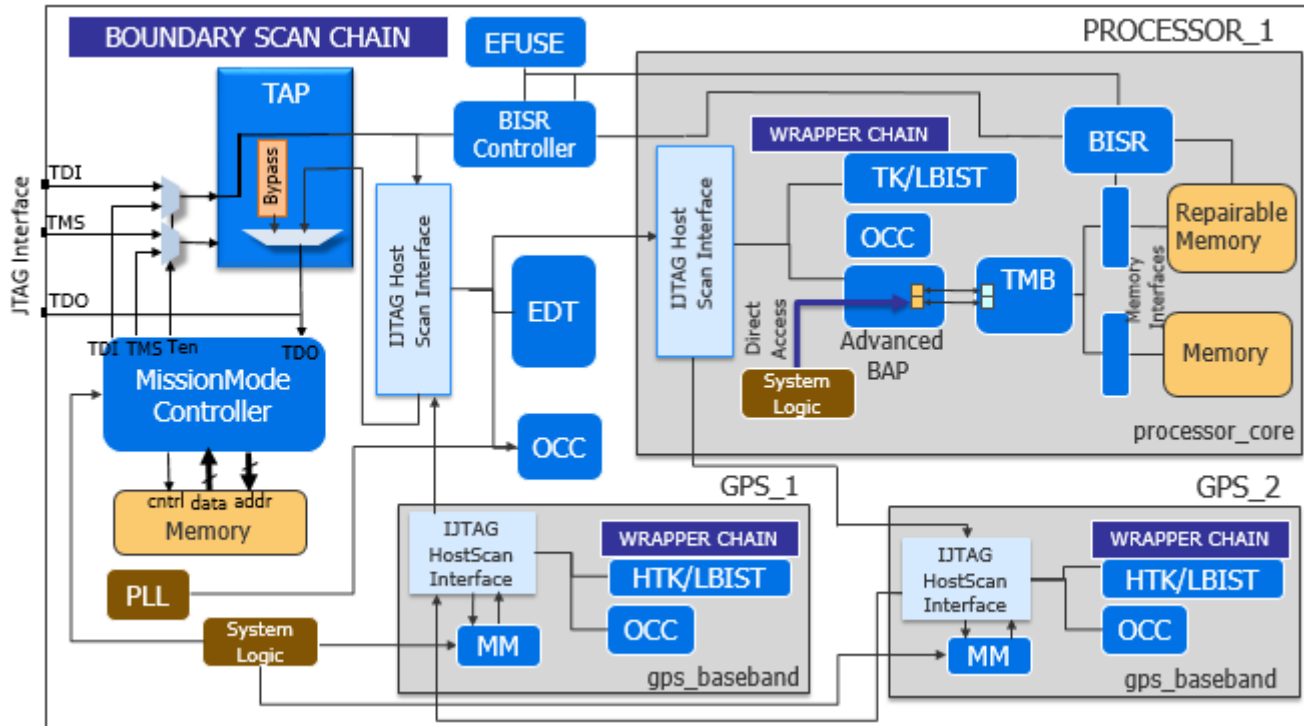 BOUNDARY SCAN CHAIN
EFUSE
PROCESSOR_1
TAP
BISR
Controller
WRAPPER CHAIN
BISR
Bypass
TDI
TMS
TDO
JTAG Interface
IJTAG Host
Scan Interface
IJTAG Host
Scan Interface
TK/LBIST
OCC
Repairable
Memory
EDT
TMB
Memory
Interfaces
Direct
Access
Advanced
BAP
Memory
System
Logic
TDI
TMS
Ten
TDO
MissionMode
Controller
OCC
processor_core
cntrl
data
addr
Memory
GPS_1
GPS_2
IJTAG
HostScan
Interface
WRAPPER CHAIN
HTK/LBIST
OCC
MM
gps_baseband
IJTAG
HostScan
Interface
WRAPPER CHAIN
HTK/LBIST
OCC
MM
gps_baseband
PLL
System
Logic